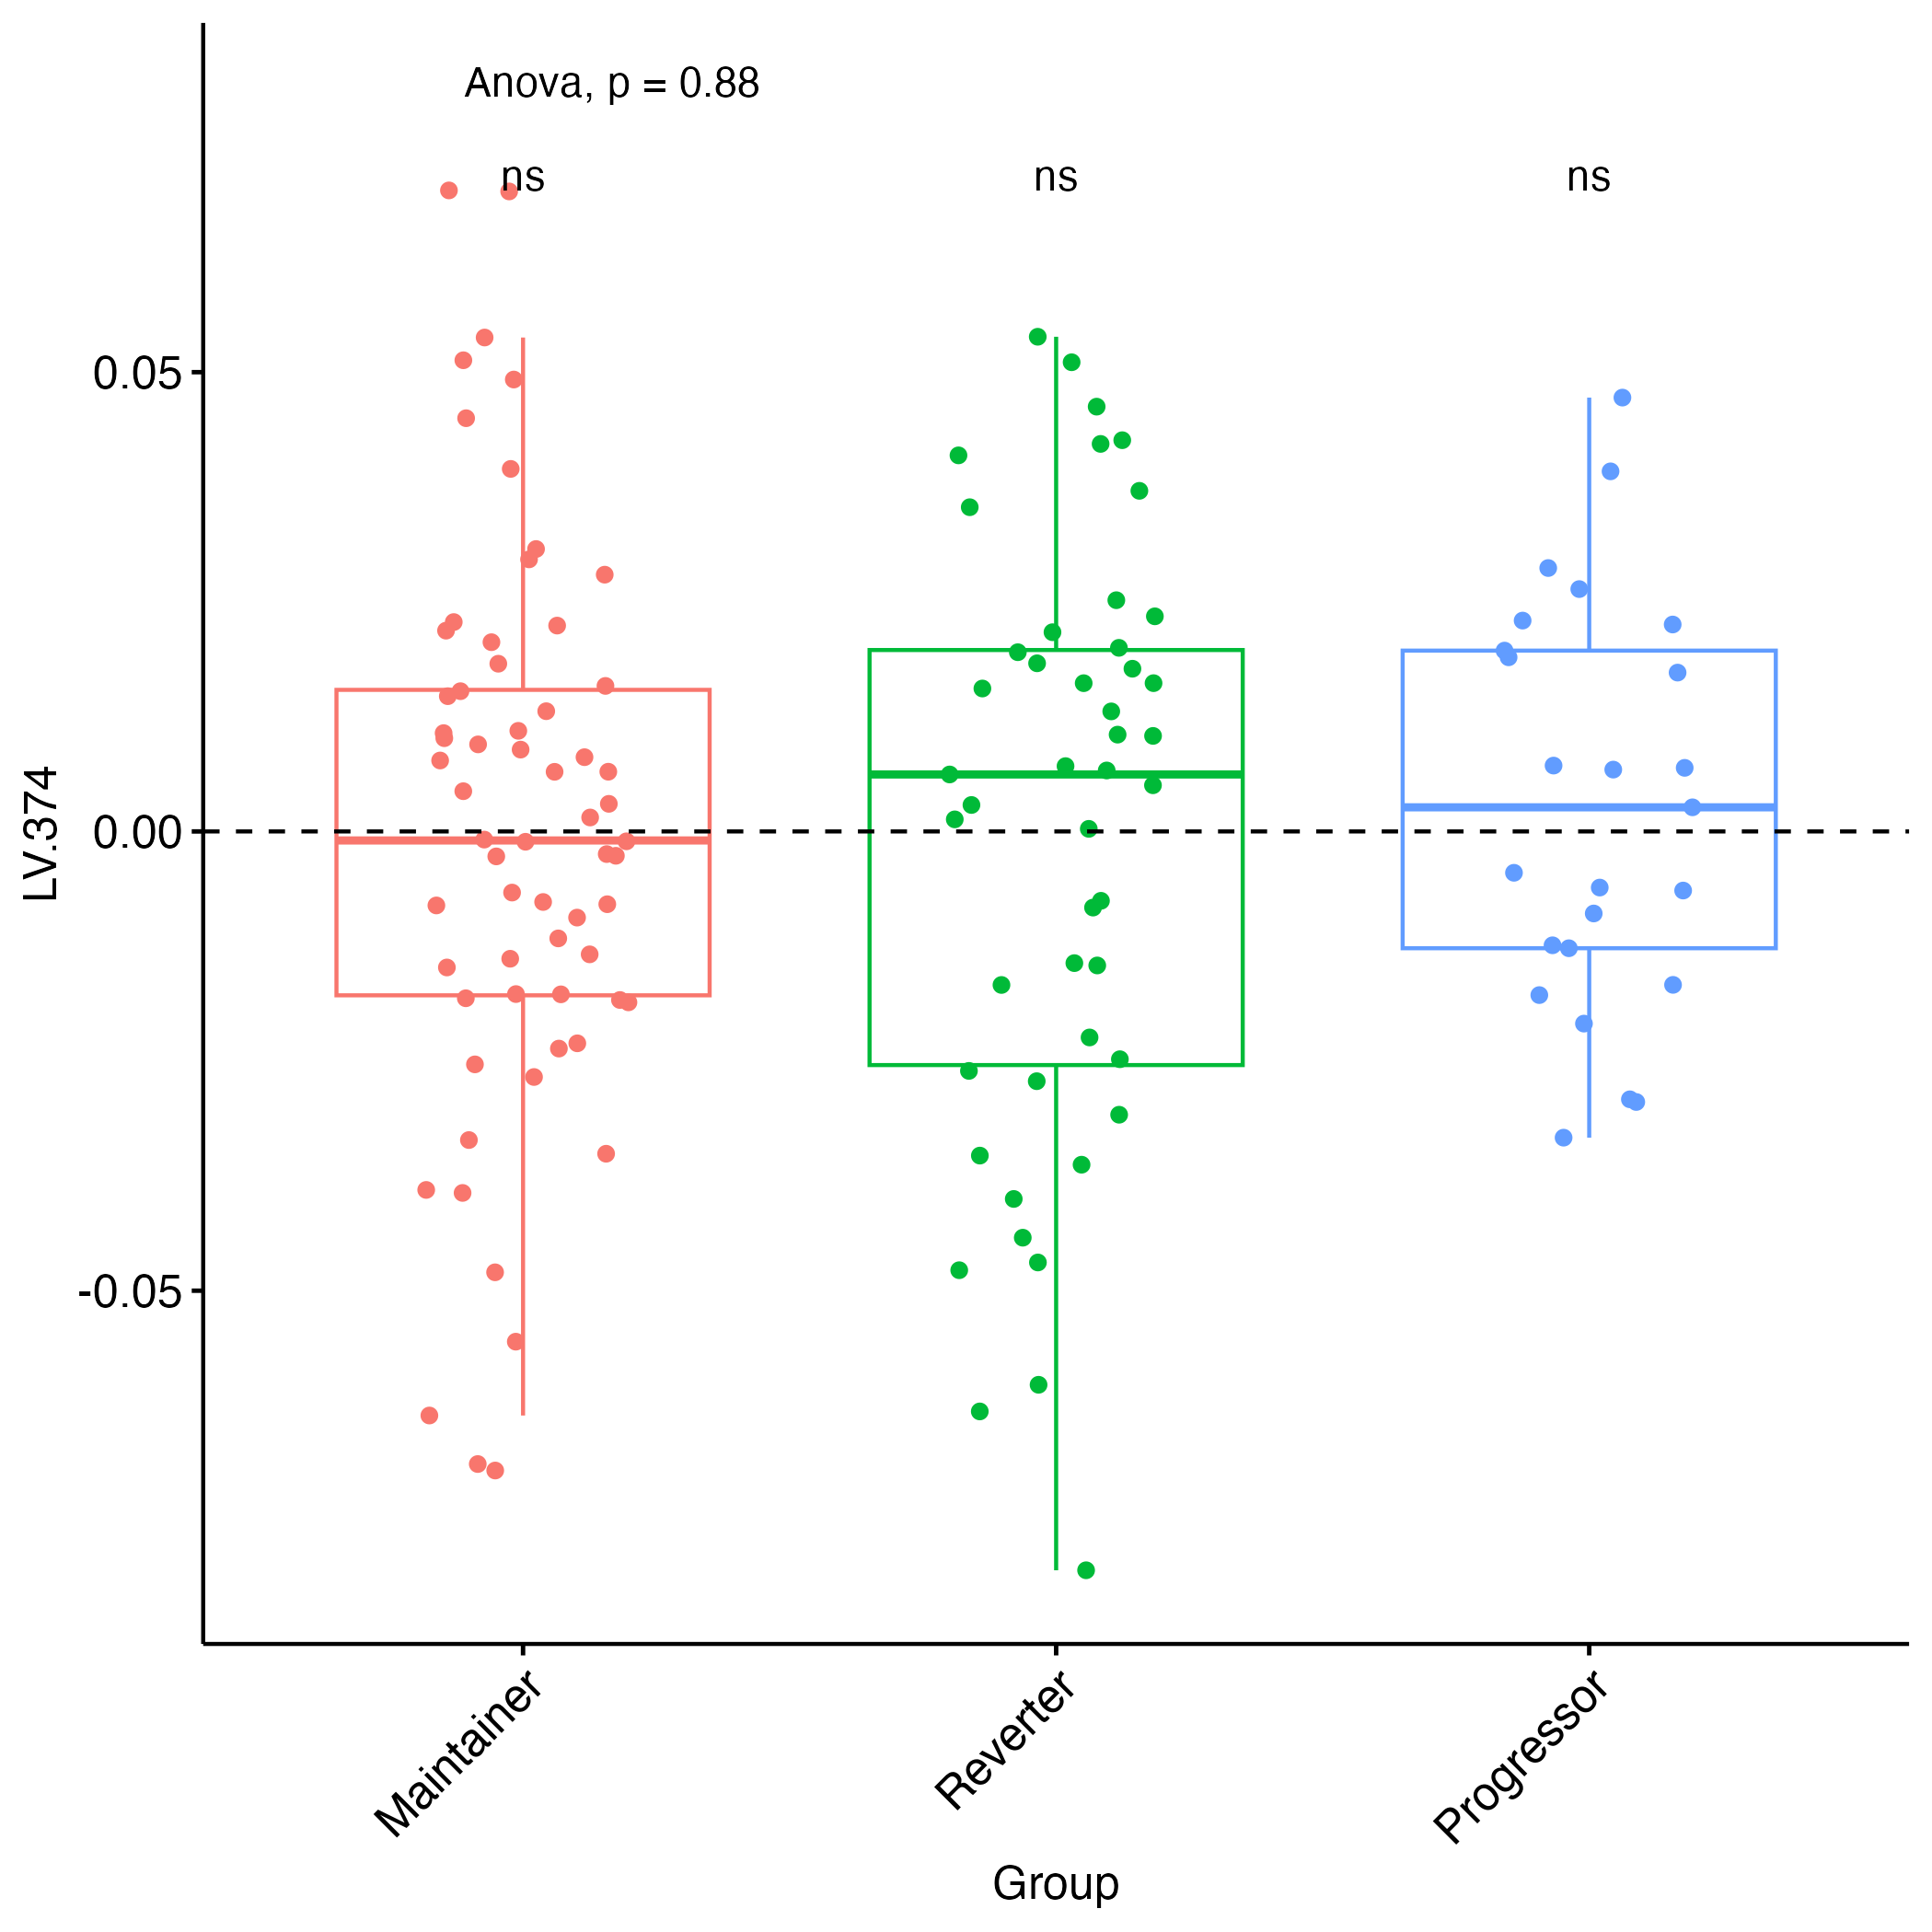 Anova, p = 0.88
ns ns ns
0.05
0.00
-0.05
LV.374
Maintainer Reverter Progressor
Group